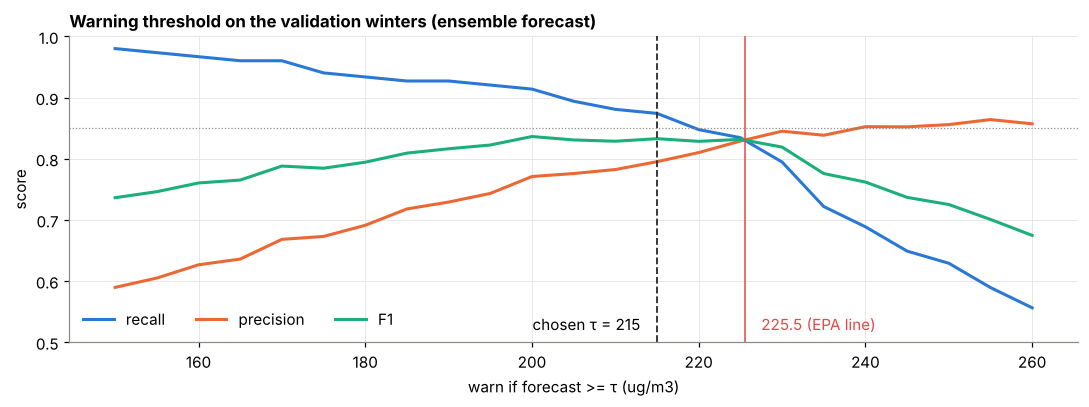 Warning threshold on the validation winters (ensemble forecast)
1.0
0.9
0.8
0.7
0.6
0.5
score
recall
precision
F1
chosen τ = 215
225.5 (EPA line)
160
180
200
220
240
260
warn if forecast >= τ (ug/m3)